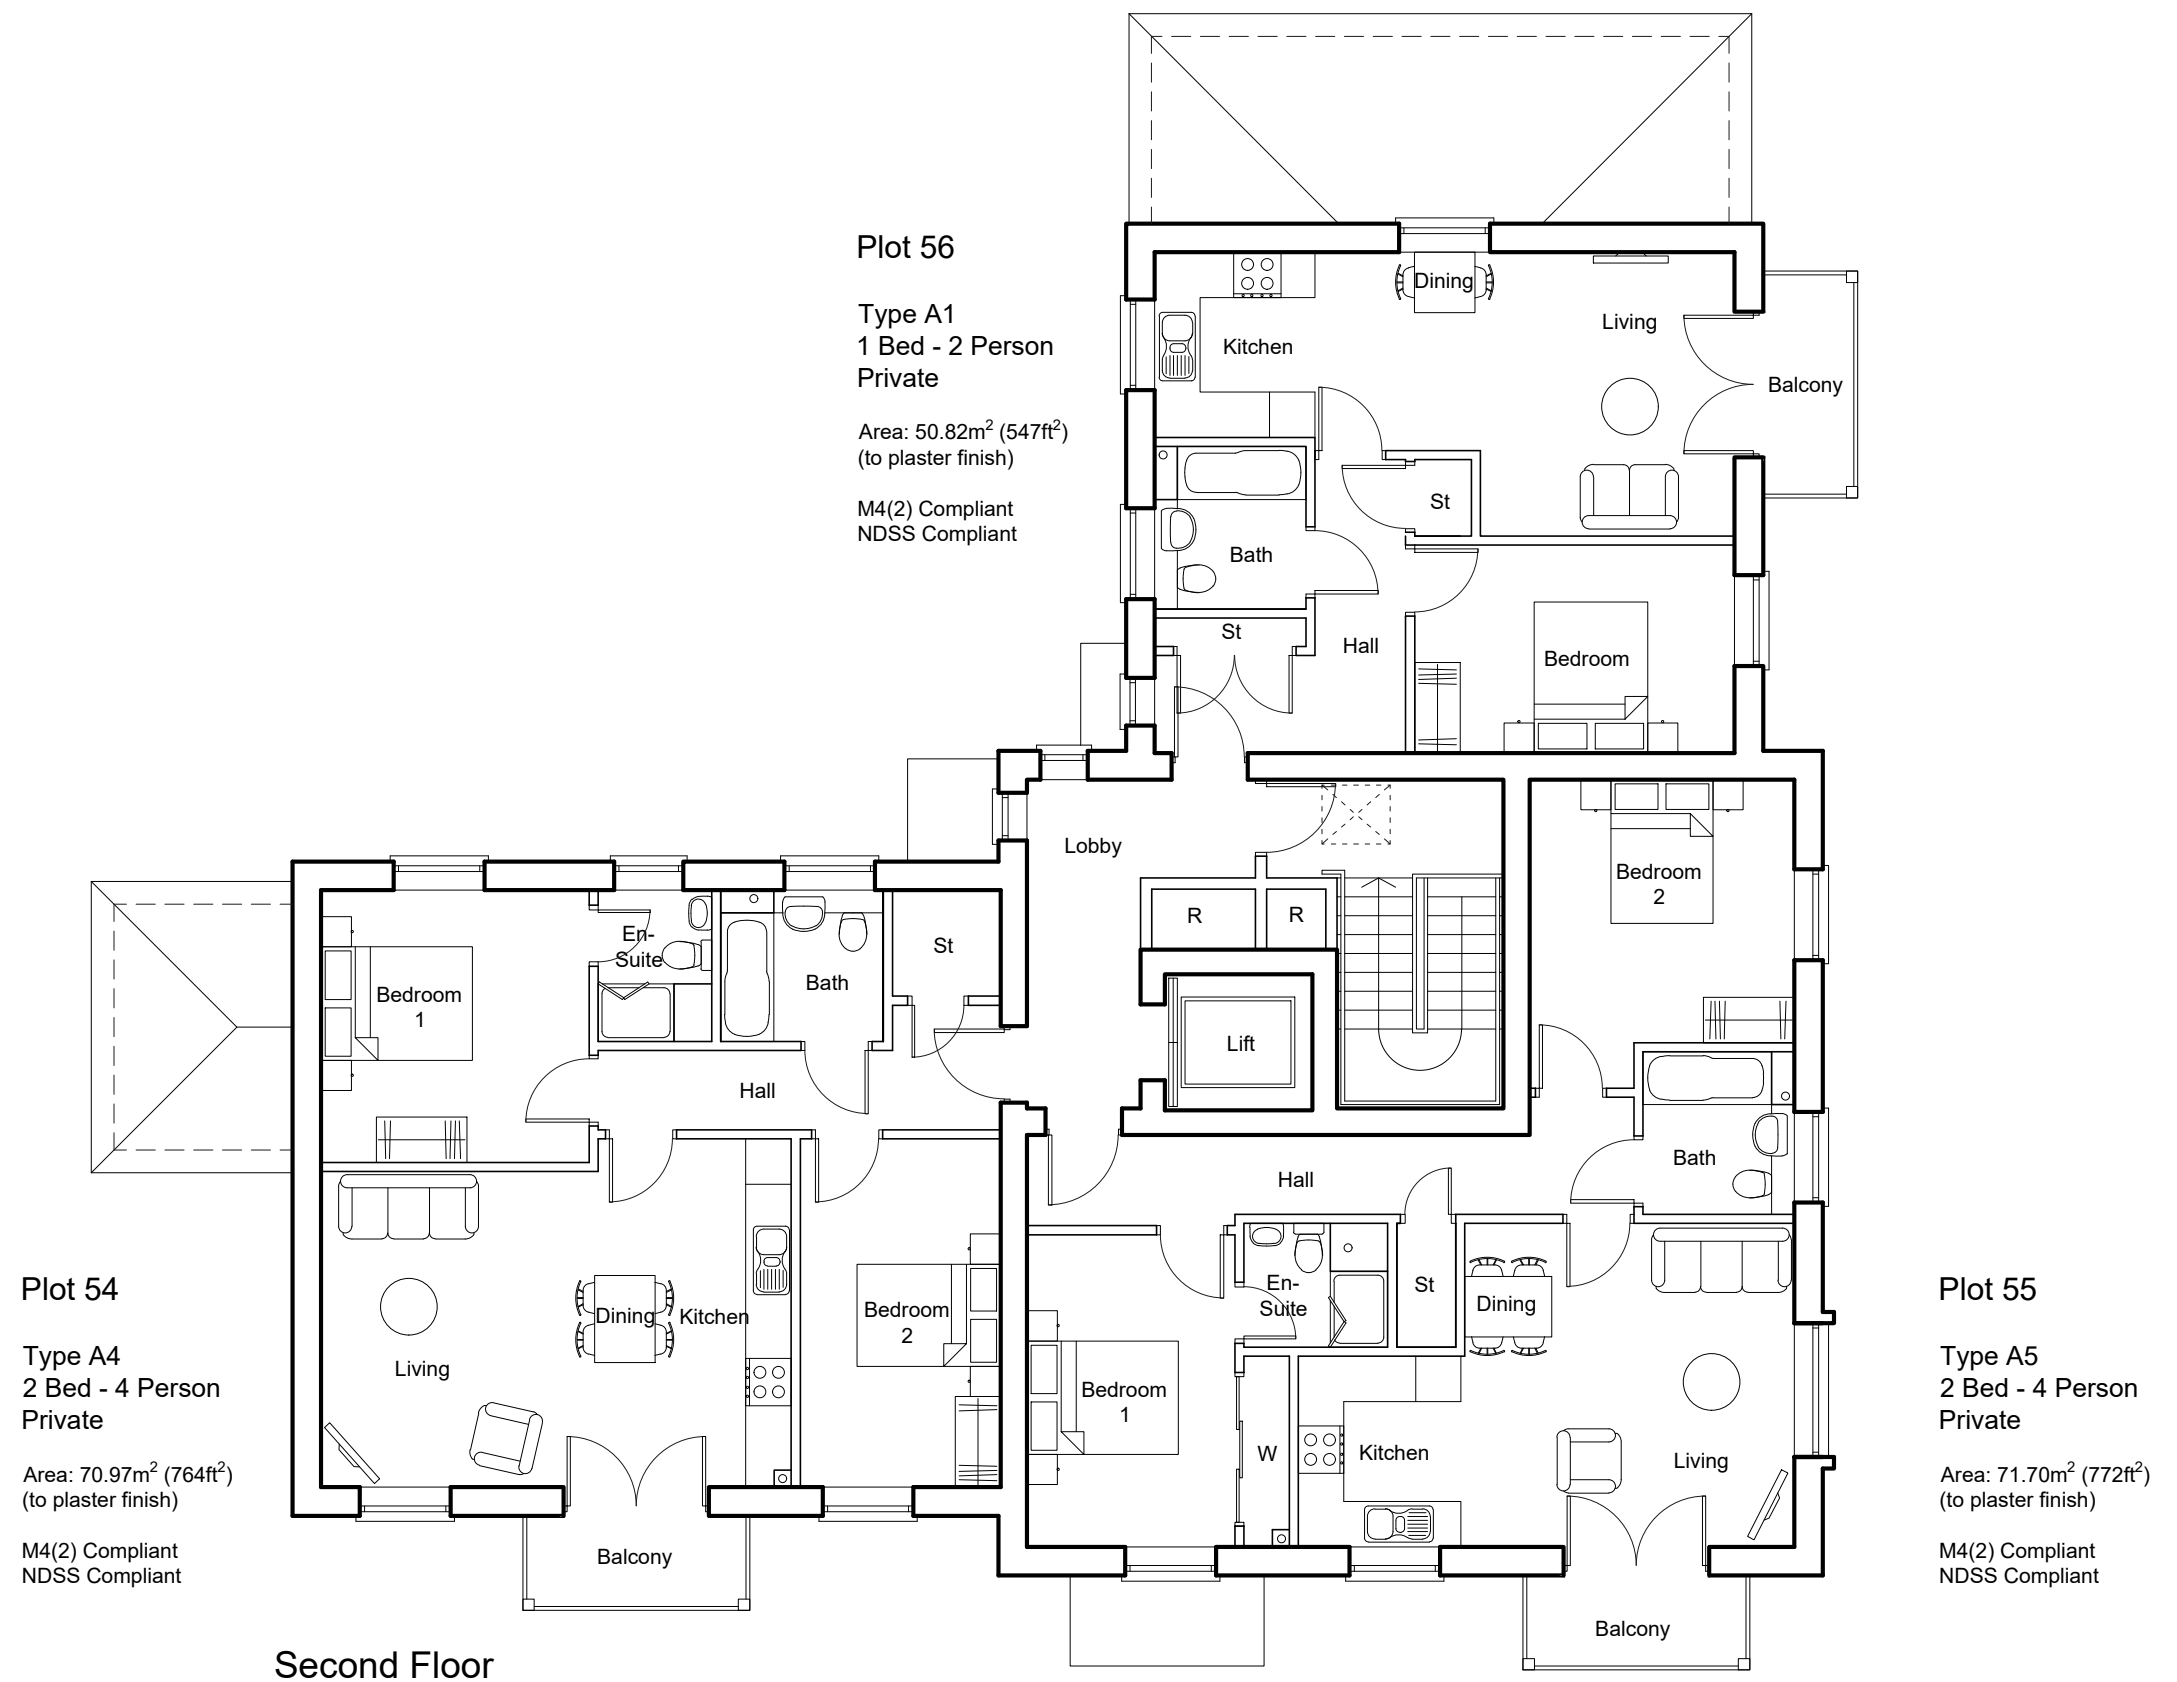 Plot 56
Type A1
1 Bed - 2 Person
Private
Area: 50.82m² (547ft²)
(to plaster finish)
M4(2) Compliant
NDSS Compliant
Dining
Living
Kitchen
Balcony
St
Bath
St
Hall
Bedroom
Lobby
Bedroom
2
R
R
En-
Suite
St
Bath
Bedroom
1
Lift
Hall
Hall
Bath
Plot 54
Type A4
2 Bed - 4 Person
Private
Area: 70.97m² (764ft²)
(to plaster finish)
M4(2) Compliant
NDSS Compliant
Dining
Kitchen
Living
Bedroom
2
Balcony
En-
Suite
St
Dining
Bedroom
1
W
Kitchen
Living
Balcony
Plot 55
Type A5
2 Bed - 4 Person
Private
Area: 71.70m² (772ft²)
(to plaster finish)
M4(2) Compliant
NDSS Compliant
Second Floor